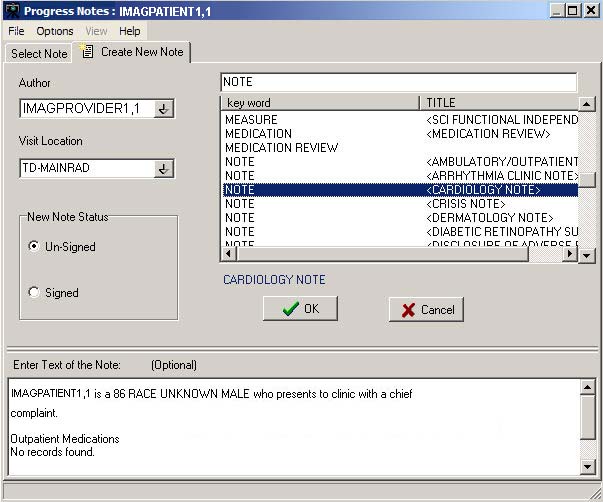 Progress Notes : IMAGPATIENT1,1
File Options View Help
Select Note Create New Note
Author
IMAGPROVIDER1,1
Visit Location
TD-MAINRAD
New Note Status
Un-Signed
Signed
NOTE
key word TITLE
MEASURE <SCI FUNCTIONAL INDEPEND
MEDICATION <MEDICATION REVIEW>
MEDICATION REVIEW
NOTE <AMBULATORY/OUTPATIENT
NOTE <ARRHYTHMIA CLINIC NOTE>
NOTE <CARDIOLOGY NOTE>
NOTE <CRISIS NOTE>
NOTE <DERMATOLOGY NOTE>
NOTE <DIABETIC RETINOPATHY SU
NOTE <DISCLOSURE OF ADVERSE
CARDIOLOGY NOTE
OK Cancel
Enter Text of the Note: (Optional)
IMAGPATIENT1,1 is a 86 RACE UNKNOWN MALE who presents to clinic with a chief
complaint.
Outpatient Medications
No records found.